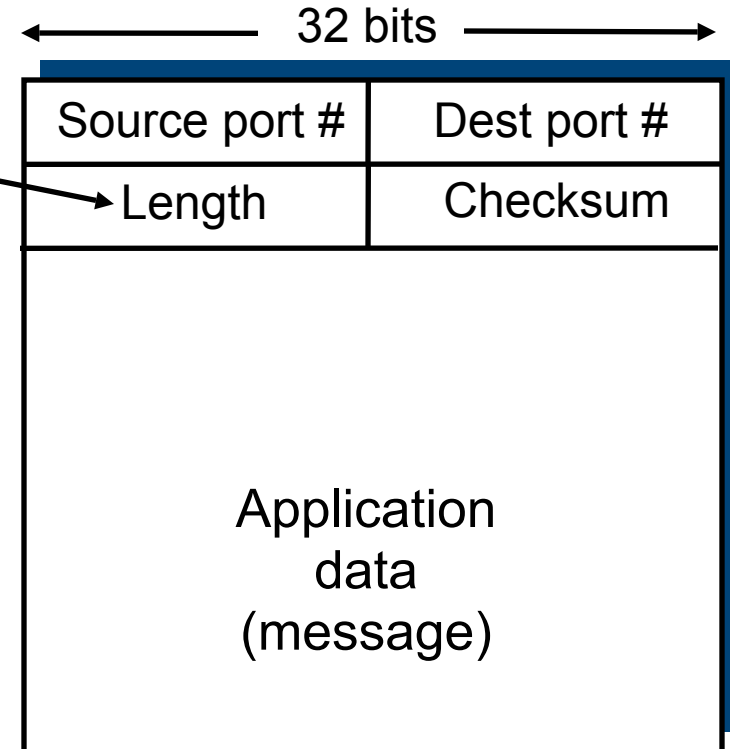 32 bits
Source port # Dest port #
Length Checksum
Application
data
(message)